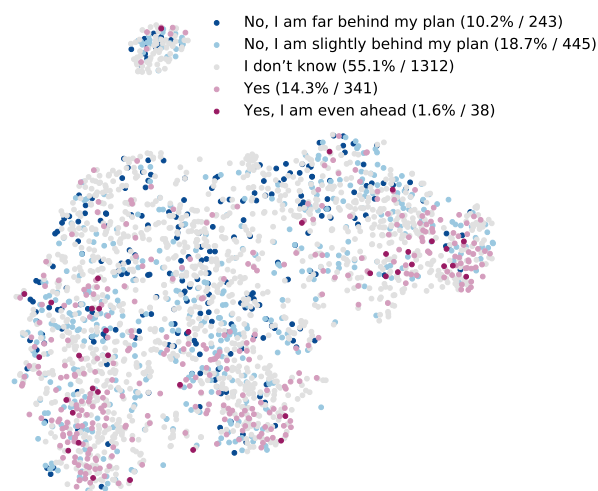 No, I am far behind my plan (10.2% / 243)
No, I am slightly behind my plan (18.7% / 445)
I don’t know (55.1% / 1312)
Yes (14.3% / 341)
Yes, I am even ahead (1.6% / 38)